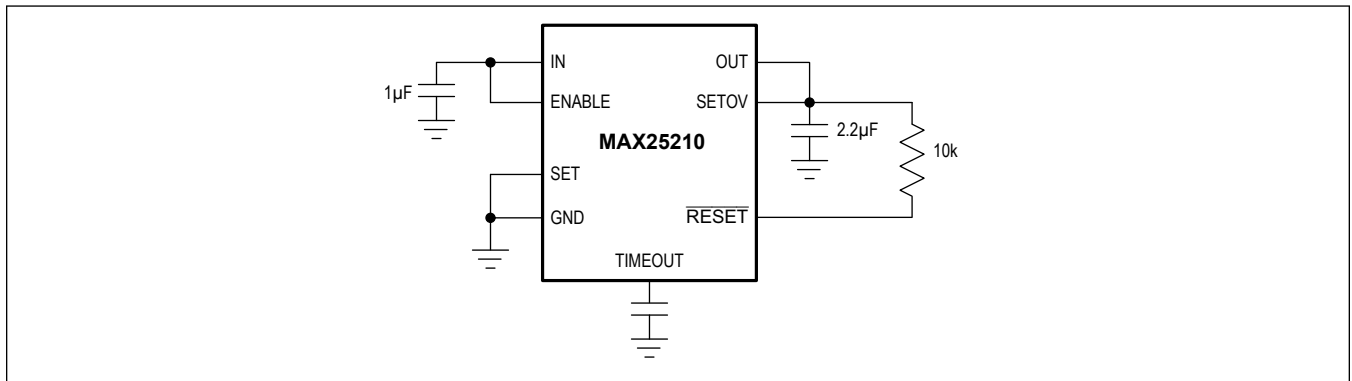 IN
OUT
1µF
ENABLE
SETOV
2.2µF
MAX25210
10k
SET
GND
RESET
TIMEOUT